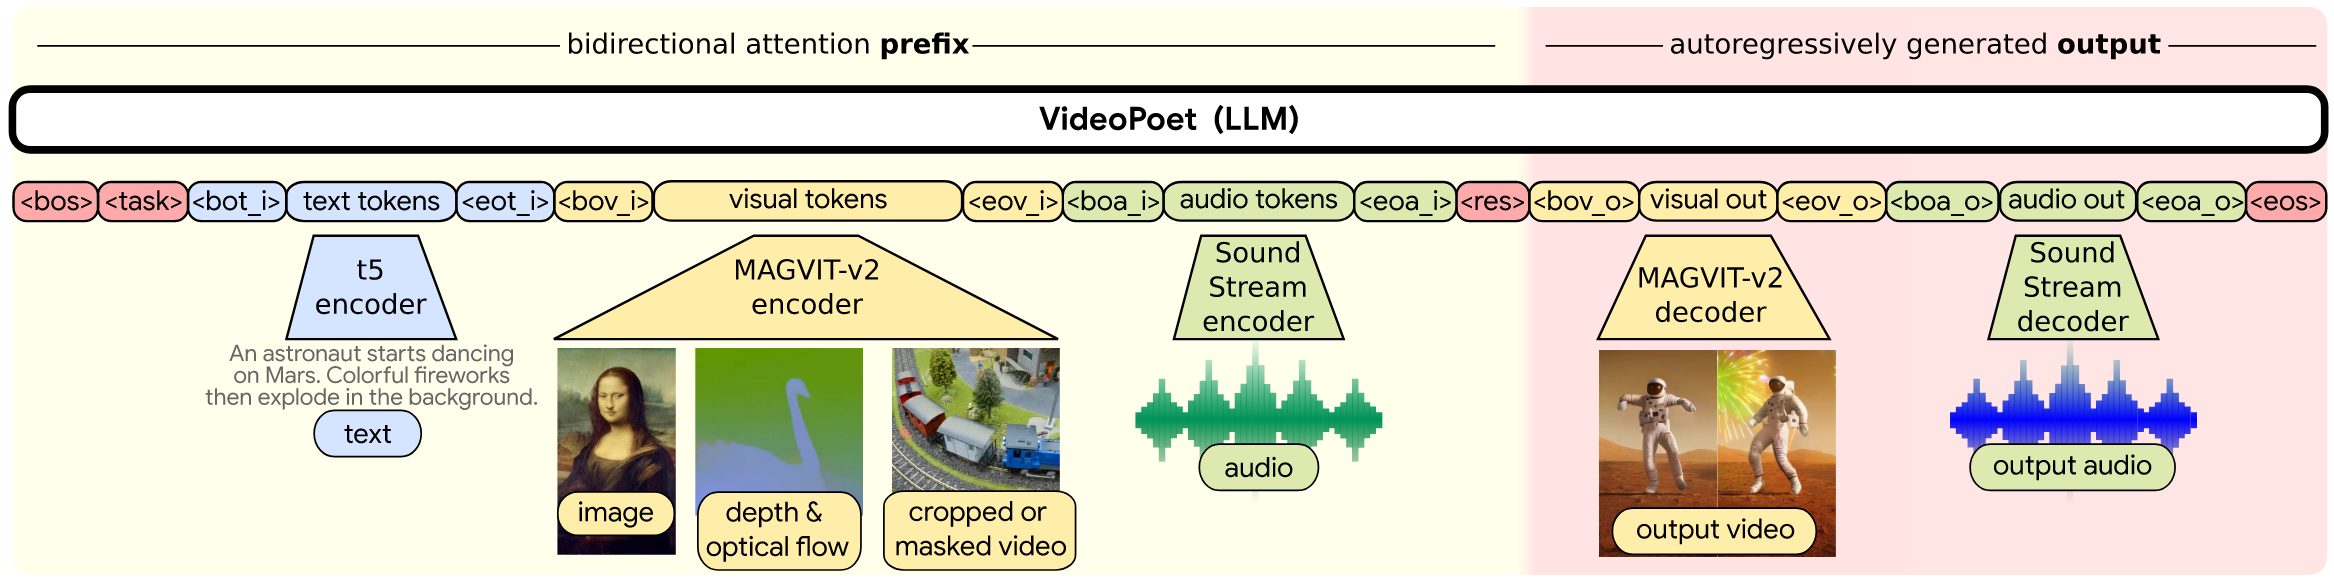 bidirectional attention prefix
autoregressively generated output
VideoPoet (LLM)
<bos> <task> <bot_i> text tokens <eot_i> <bov_i> visual tokens <eov_i> <boa_i> audio tokens <eoa_i> <res> <bov_o> visual out <eov_o> <boa_o> audio out <eoa_o> <eos>
t5
encoder
An astronaut starts dancing
on Mars. Colorful fireworks
then explode in the background.
text
MAGVIT-v2
encoder
image
depth &
optical flow
cropped or
masked video
Sound
Stream
encoder
audio
MAGVIT-v2
decoder
output video
Sound
Stream
decoder
output audio